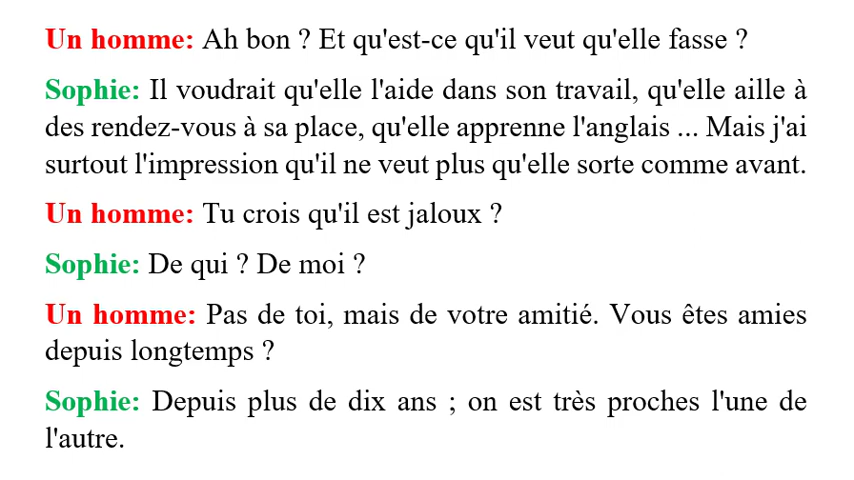 Un homme: Ah bon ? Et qu'est-ce qu'il veut qu'elle fasse ?
Sophie: Il voudrait qu'elle l'aide dans son travail, qu'elle aille à
des rendez-vous à sa place, qu'elle apprenne l'anglais ... Mais j'ai
surtout l'impression qu'il ne veut plus qu'elle sorte comme avant.
Un homme: Tu crois qu'il est jaloux ?
Sophie: De qui ? De moi ?
Un homme: Pas de toi, mais de votre amitié. Vous êtes amies
depuis longtemps ?
Sophie: Depuis plus de dix ans ; on est très proches l'une de
l'autre.